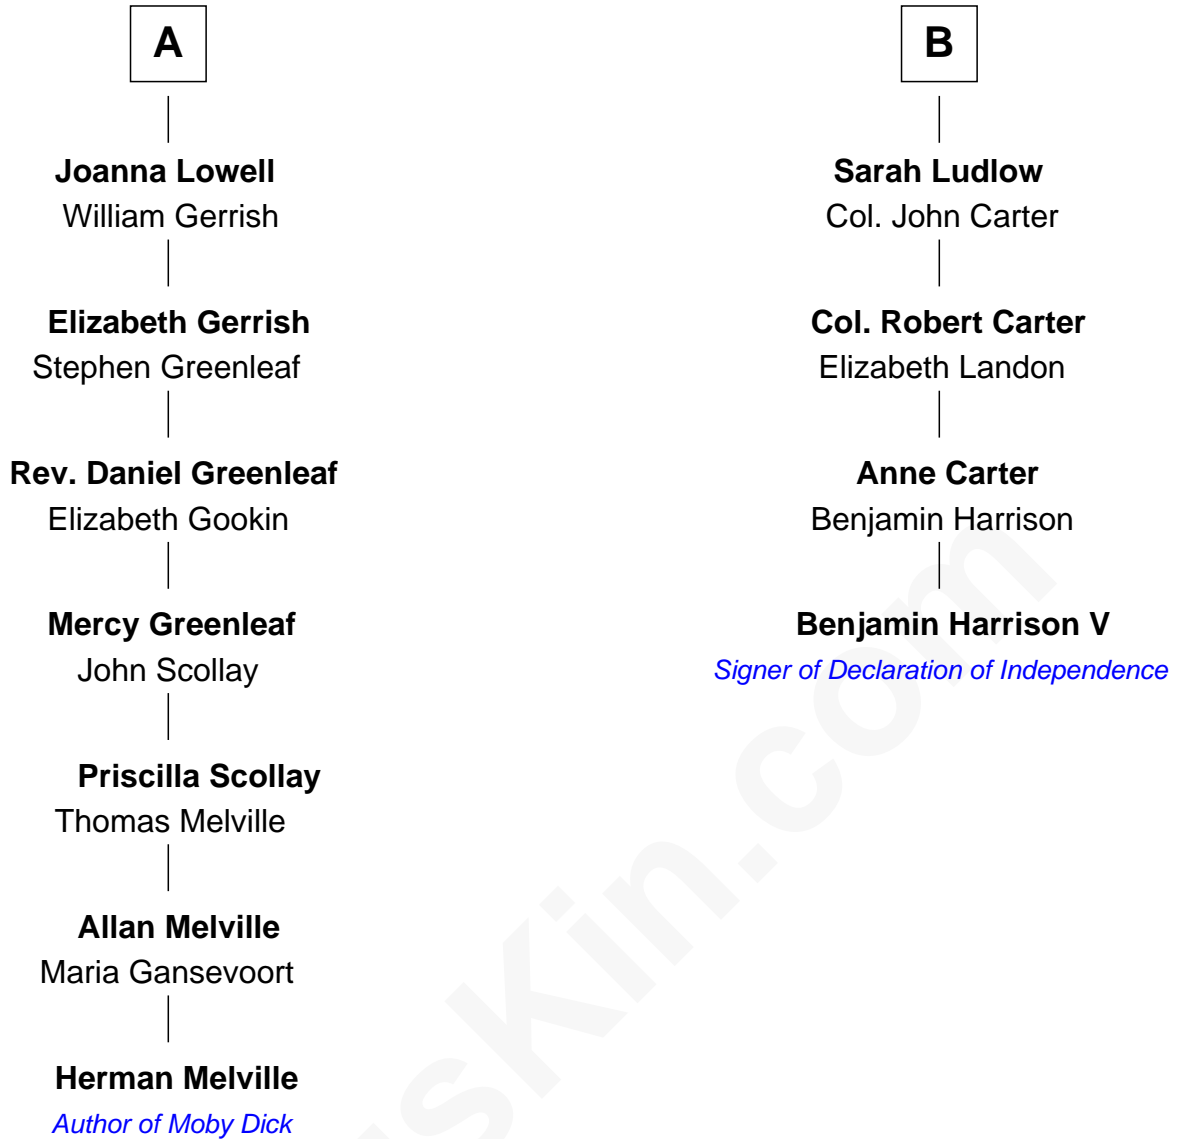 A
Joanna Lowell
William Gerrish
Elizabeth Gerrish
Stephen Greenleaf
Rev. Daniel Greenleaf
Elizabeth Gookin
Mercy Greenleaf
John Scollay
Priscilla Scollay
Thomas Melville
Allan Melville
Maria Gansevoort
Herman Melville
Author of Moby Dick
B
Sarah Ludlow
Col. John Carter
Col. Robert Carter
Elizabeth Landon
Anne Carter
Benjamin Harrison
Benjamin Harrison V
Signer of Declaration of Independence